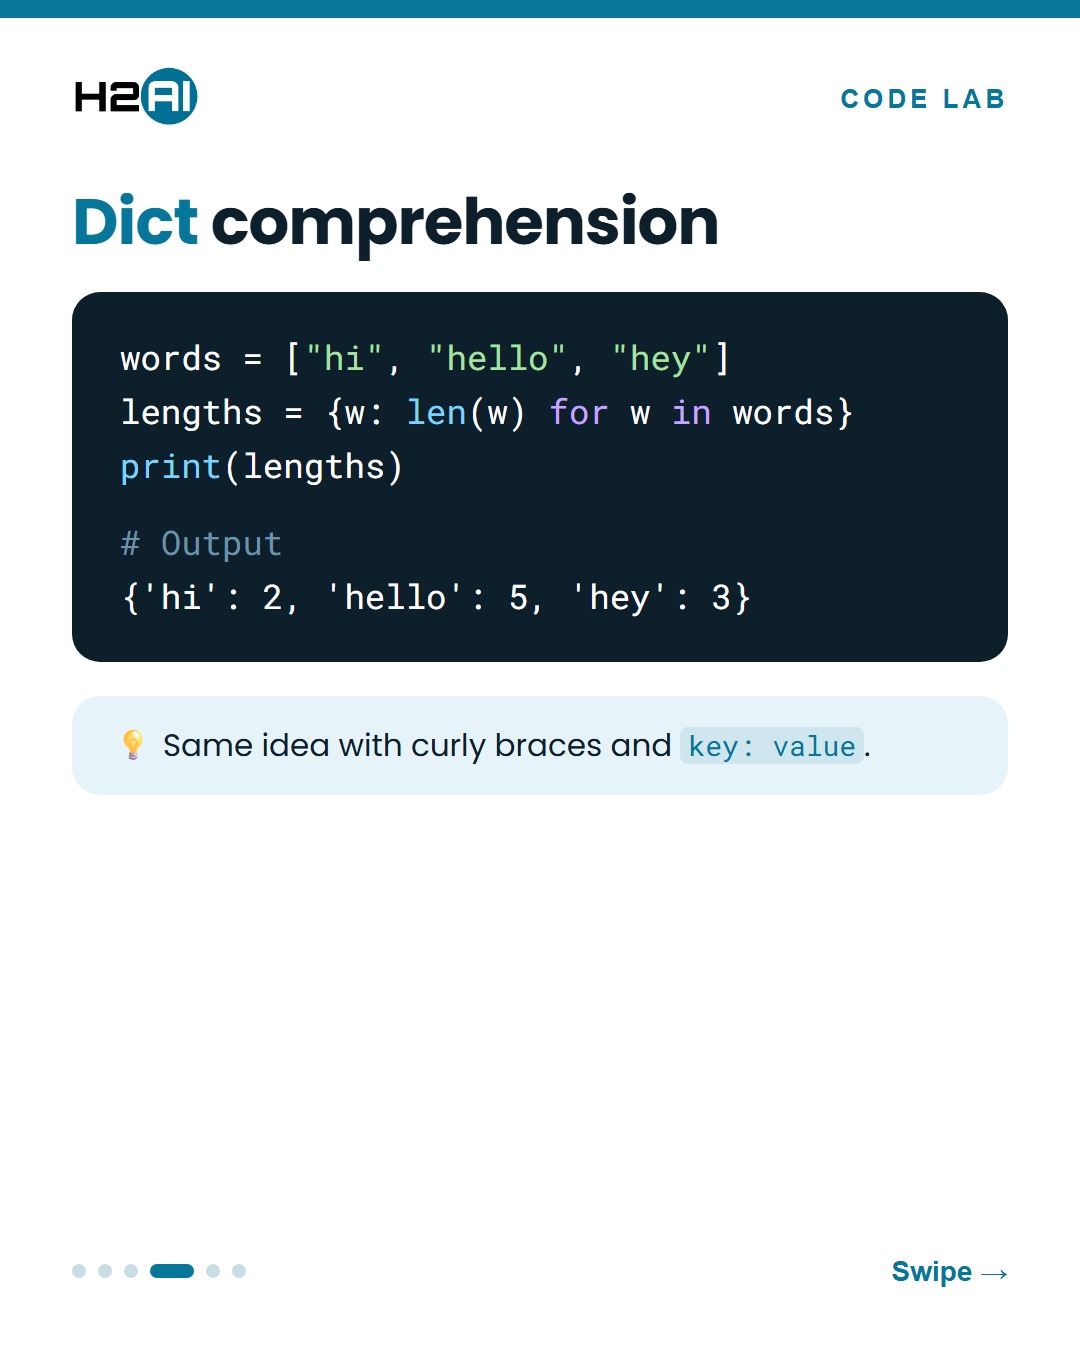 H2AI
CODE LAB
Dict comprehension
words = ["hi", "hello", "hey"]
lengths = {w: len(w) for w in words}
print(lengths)
# Output
{'hi': 2, 'hello': 5, 'hey': 3}
💡 Same idea with curly braces and key: value.
Swipe →